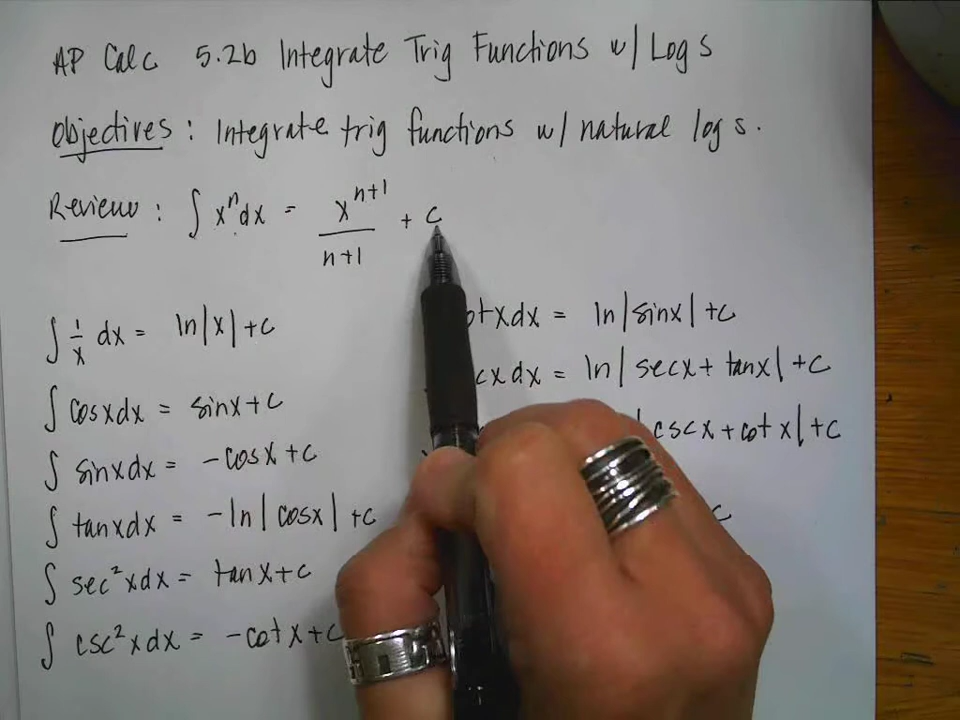 AP Calc 5.2b Integrate Trig Functions w/ Logs
Objectives: Integrate trig functions w/ natural logs.
Review: ∫ xⁿdx = xⁿ⁺¹/n+1 + c
∫ 1/x dx = ln|x| + c
∫ cosxdx = sinx + c
∫ sinxdx = -cosx + c
∫ tanxdx = -ln|cosx| + c
∫ sec²xdx = tanx + c
∫ csc²xdx = -cotx + c
otxdx = ln|sinx| + c
cxdx = ln|secx + tanx| + c
cscx + cotx| + c
c